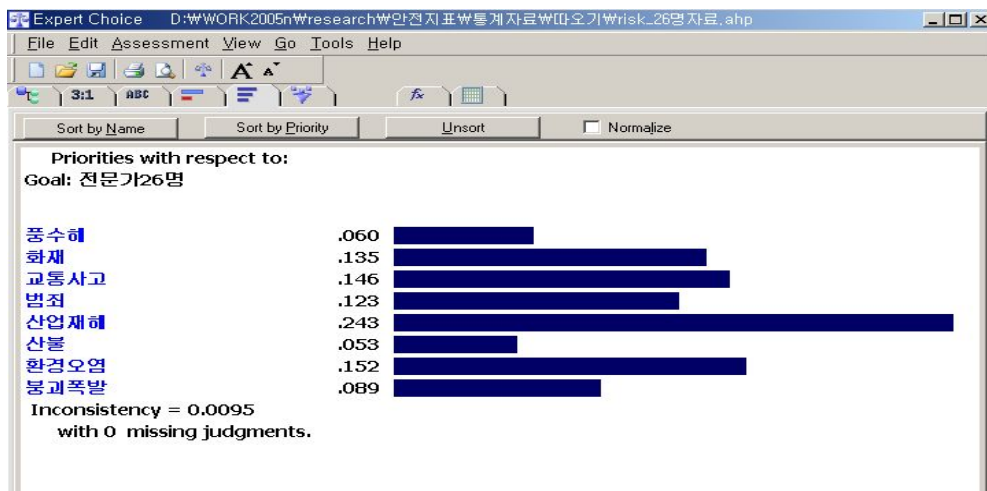 Expert Choice D:₩WORK2005n₩research₩안전지표₩통계자료₩따오기₩risk_26명자료.ahp
File Edit Assessment View Go Tools Help
A A
3:1 ABC fx
Sort by Name Sort by Priority Unsort Normalize
Priorities with respect to:
Goal: 전문가26명
풍수해 .060
화재 .135
교통사고 .146
범죄 .123
산업재해 .243
산불 .053
환경오염 .152
붕괴폭발 .089
Inconsistency = 0.0095
with 0 missing judgments.